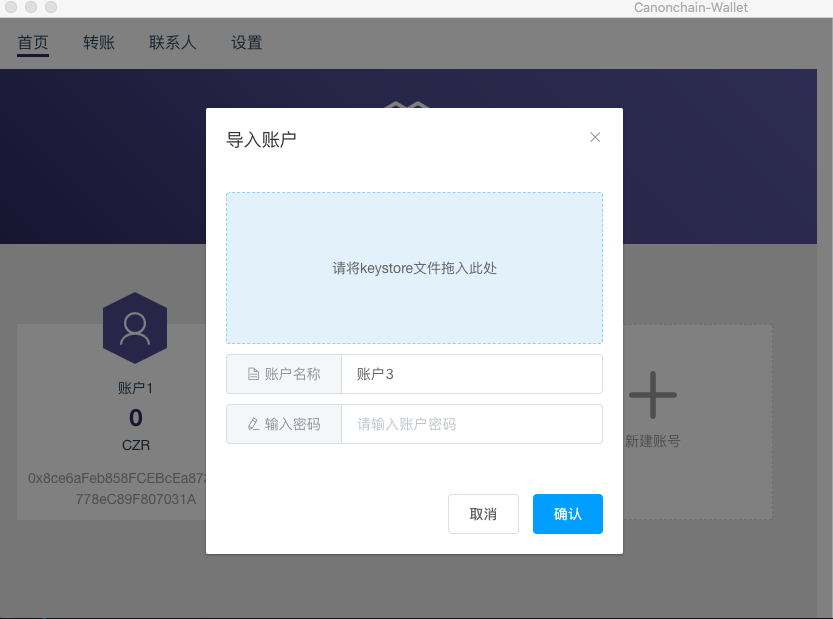 Canonchain-Wallet
首页 转账 联系人 设置
导入账户
请将keystore文件拖入此处
账户名称 账户3
输入密码 请输入账户密码
取消 确认
账户1
0
CZR
0x8ce6aFeb858FCEBcEa87
778eC89F807031A
新建账号